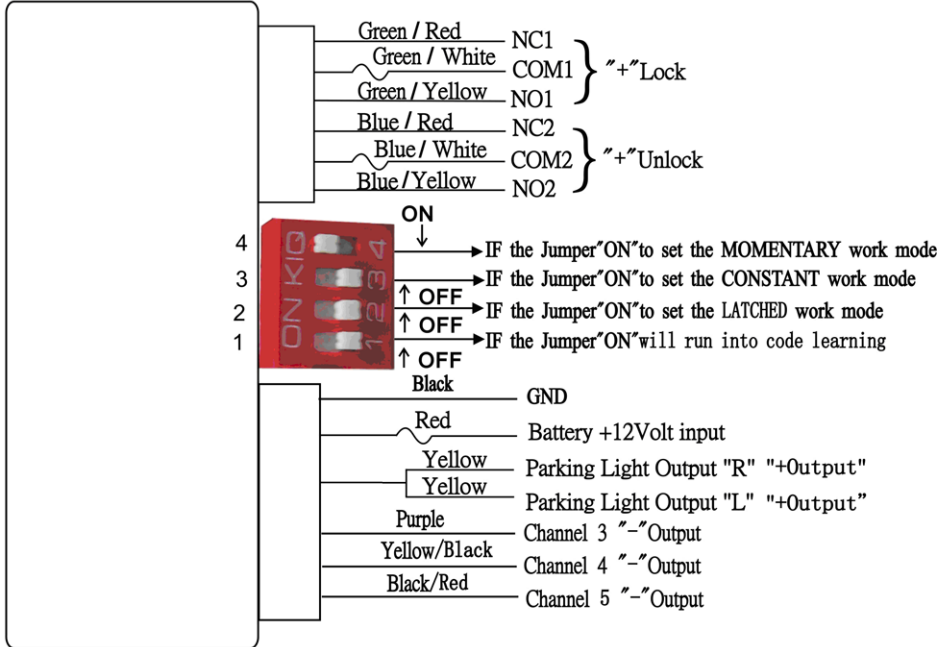 Green / Red NC1
Green / White COM1
Green / Yellow NO1
"+"Lock
Blue / Red NC2
Blue / White COM2
Blue / Yellow NO2
"+"Unlock
ON
4 IF the Jumper"ON"to set the MOMENTARY work mode
3 IF the Jumper"ON"to set the CONSTANT work mode
OFF
2 IF the Jumper"ON"to set the LATCHED work mode
OFF
1 IF the Jumper"ON"will run into code learning
OFF
ON KIQ
1 2 3 4
Black GND
Red Battery +12Volt input
Yellow Parking Light Output "R" "+Output"
Yellow Parking Light Output "L" "+Output”
Purple Channel 3 "-"Output
Yellow/Black Channel 4 "-"Output
Black/Red Channel 5 "-"Output